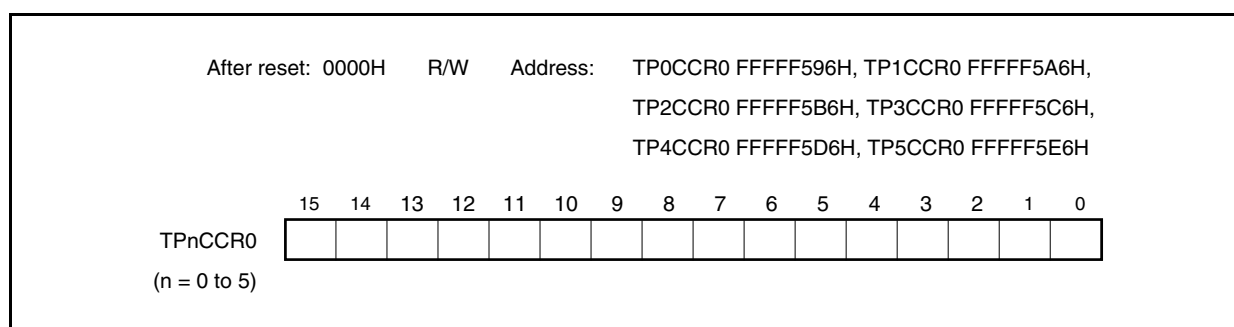 After reset: 0000H R/W Address: TP0CCR0 FFFFF596H, TP1CCR0 FFFFF5A6H,
TP2CCR0 FFFFF5B6H, TP3CCR0 FFFFF5C6H,
TP4CCR0 FFFFF5D6H, TP5CCR0 FFFFF5E6H
15 14 13 12 11 10 9 8 7 6 5 4 3 2 1 0
TPnCCR0
(n = 0 to 5)